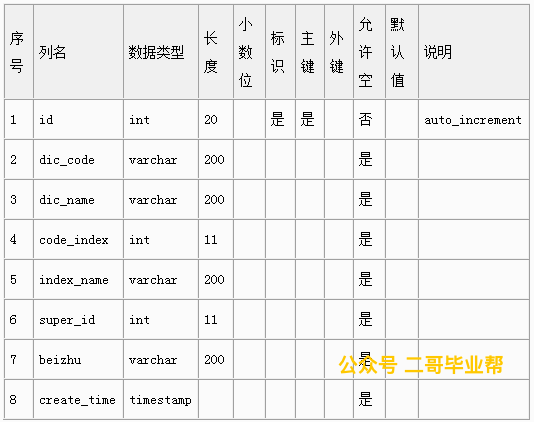 序号 列名 数据类型 长度 小数位 标识 主键 外键 允许空 默认值 说明
1 id int 20 是 是 否 auto_increment
2 dic_code varchar 200 是
3 dic_name varchar 200 是
4 code_index int 11 是
5 index_name varchar 200 是
6 super_id int 11 是
7 beizhu varchar 200 是
公众号 二哥毕业帮
8 create_time timestamp 是